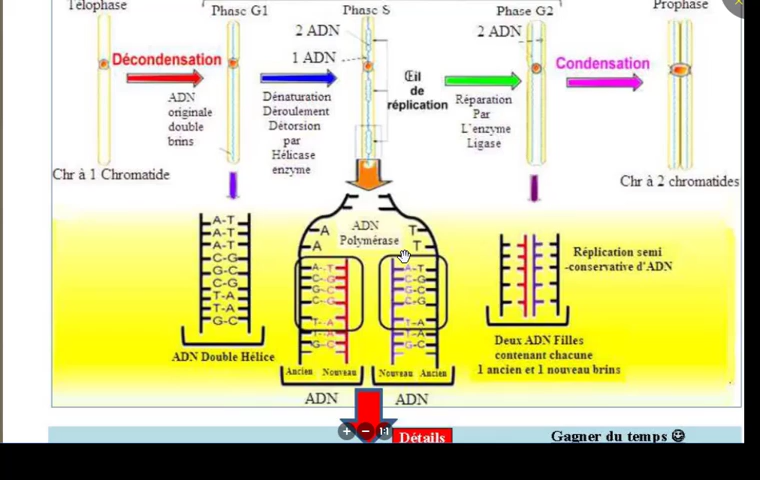 Télophase
Phase G1
Phase S
Phase G2
Prophase
2 ADN
1 ADN
2 ADN
Décondensation
Œil
de
réplication
Condensation
ADN
originale
double
brins
Dénaturation
Déroulement
Détorsion
par
Hélicase
enzyme
Réparation
Par
L'enzyme
Ligase
Chr à 1 Chromatide
Chr à 2 chromatides
A-T
A-T
A-T
C-G
G-C
C-G
T-A
T-A
G-C
ADN Double Hélice
ADN
Polymérase
A
A
T
T
A-T
C-G
G-C
C-G
T-A
T-A
G-C
A-T
C-G
G-C
C-G
T-A
T-A
G-C
Ancien Nouveau
Nouveau Ancien
ADN
ADN
Réplication semi
-conservative d'ADN
Deux ADN Filles
contenant chacune
1 ancien et 1 nouveau brins
1:1
Détails
Gagner du temps ☺